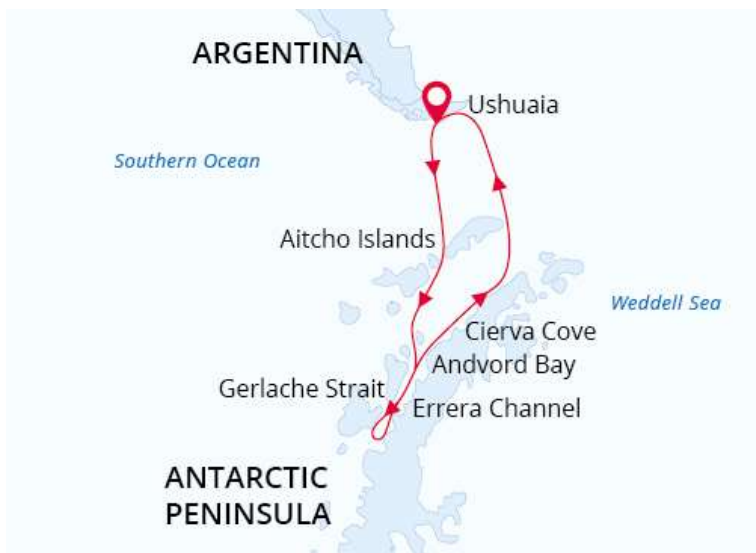 ARGENTINA
Ushuaia
Southern Ocean
Aitcho Islands
Weddell Sea
Cierva Cove
Andvord Bay
Gerlache Strait
Errera Channel
ANTARCTIC
PENINSULA